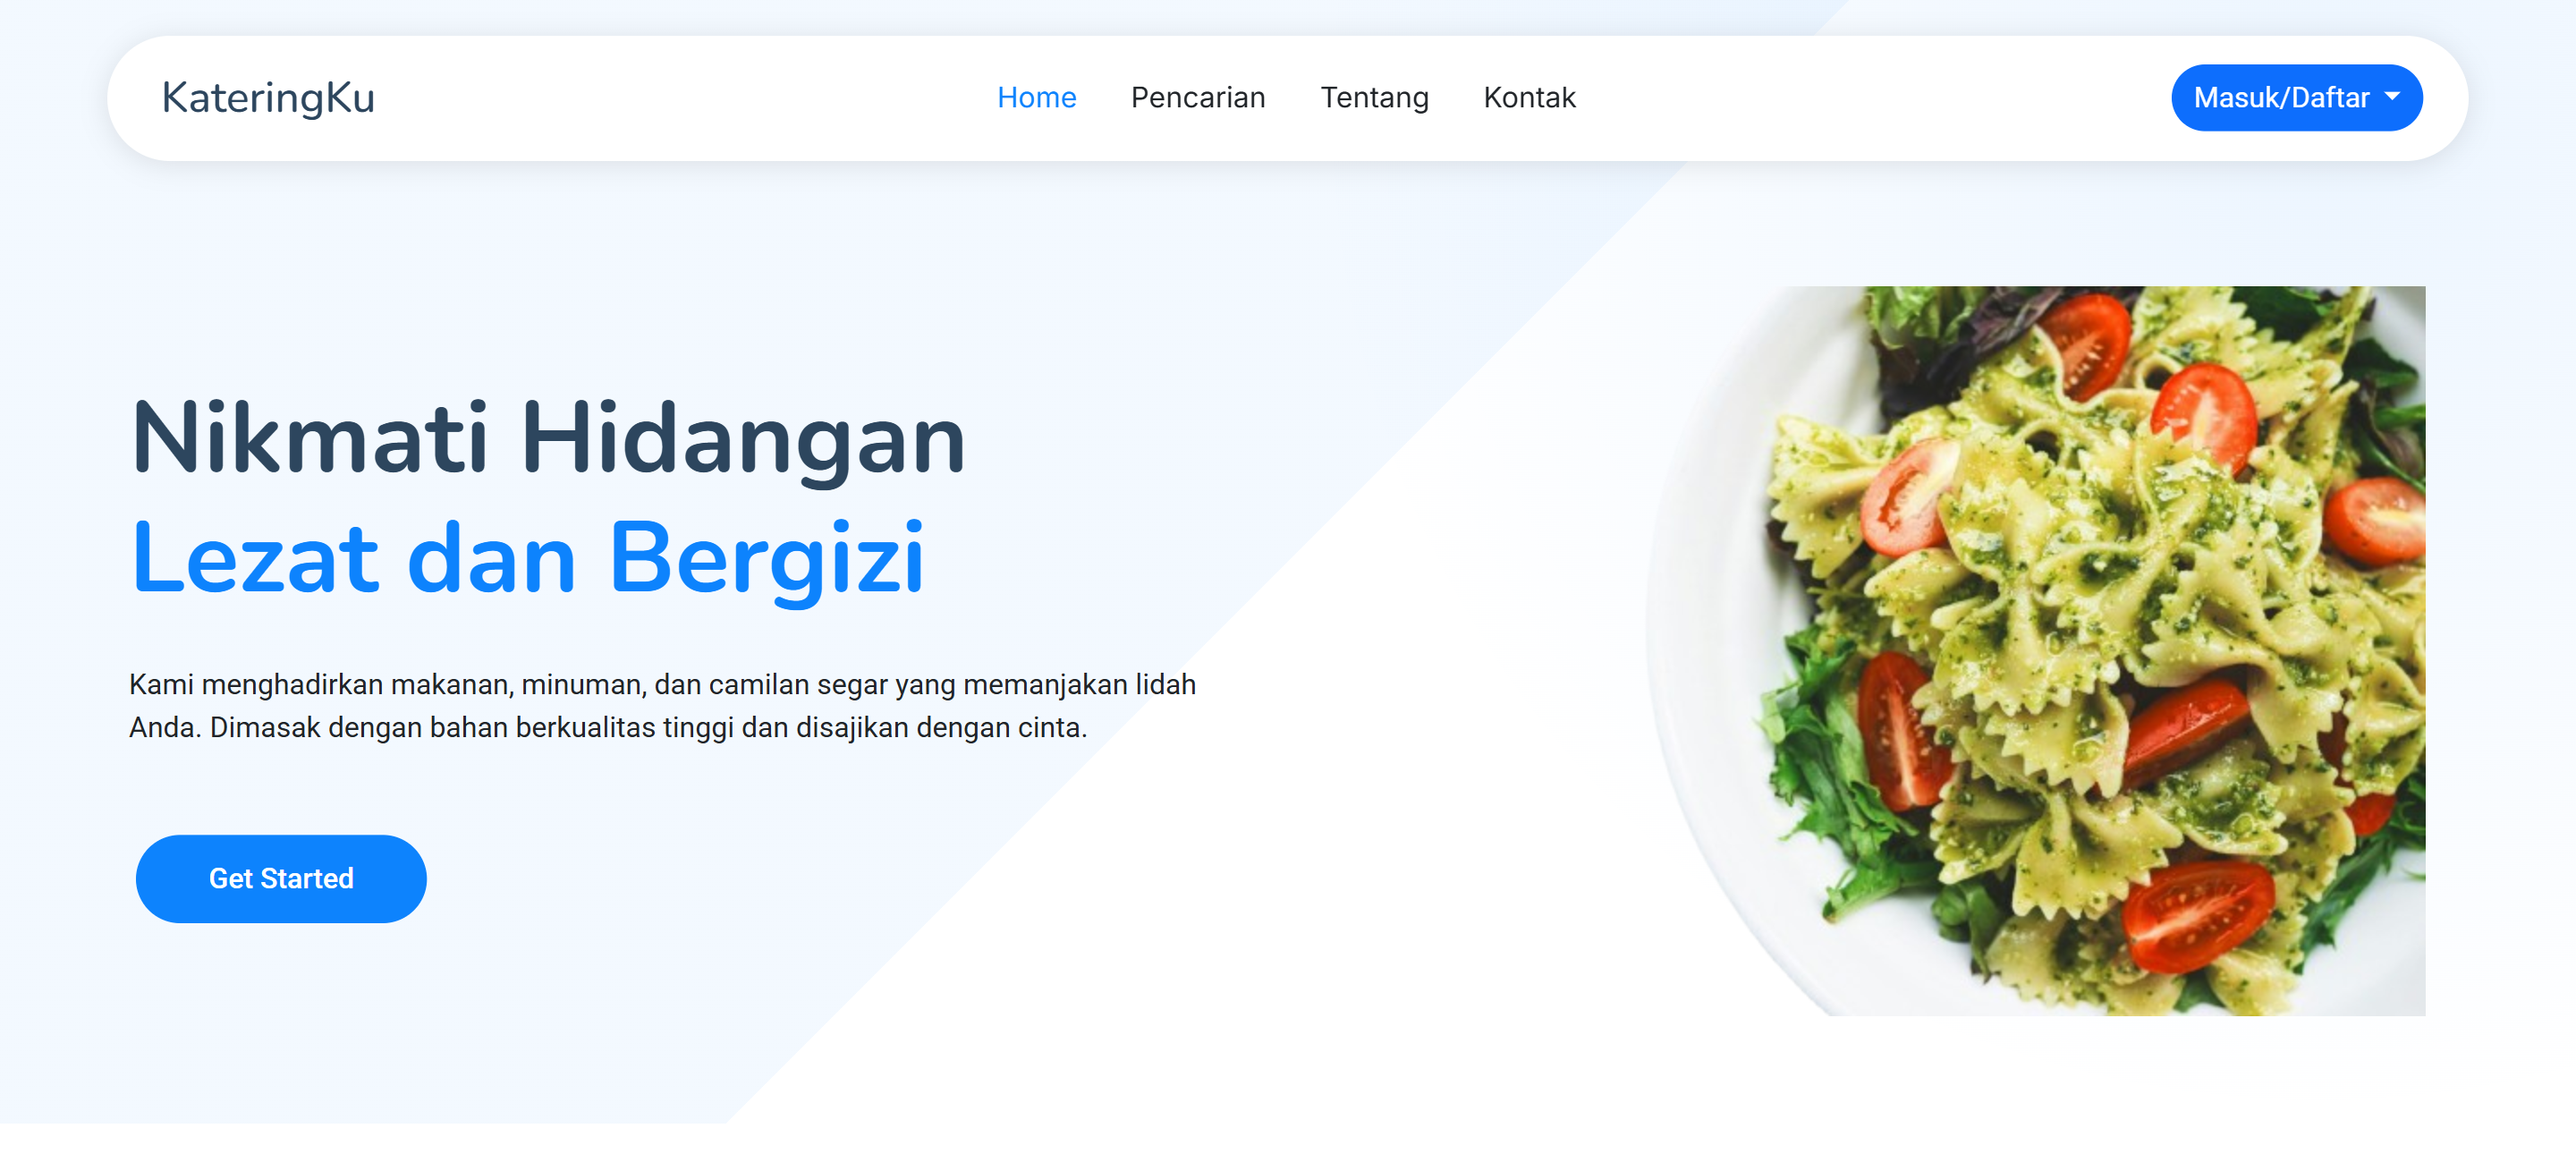 KateringKu
Home
Pencarian
Tentang
Kontak
Masuk/Daftar
Nikmati Hidangan
Lezat dan Bergizi
Kami menghadirkan makanan, minuman, dan camilan segar yang memanjakan lidah
Anda. Dimasak dengan bahan berkualitas tinggi dan disajikan dengan cinta.
Get Started